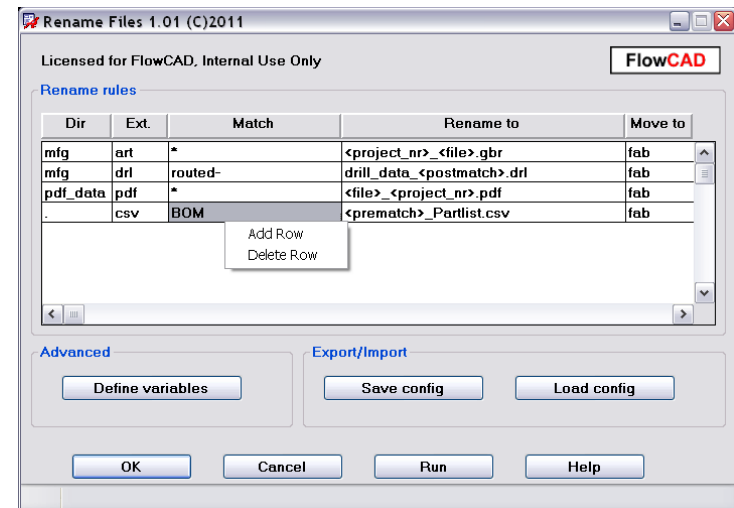 Rename Files 1.01 (C)2011
Licensed for FlowCAD, Internal Use Only
FlowCAD
Rename rules
Dir Ext. Match Rename to Move to
mfg art * <project_nr>_<file>.gbr fab
mfg drl routed- drill_data_<postmatch>.drl fab
pdf_data pdf * <file>_<project_nr>.pdf fab
. csv BOM <prematch>_Partlist.csv fab
Add Row
Delete Row
Advanced Export/Import
Define variables Save config Load config
OK Cancel Run Help